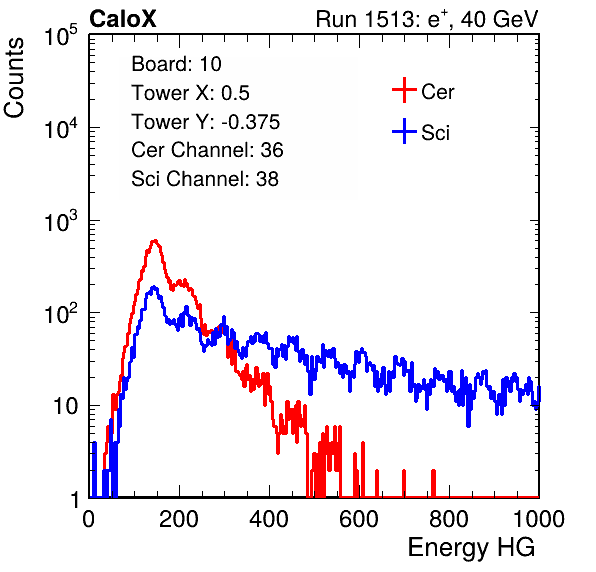 CaloX Run 1513: e⁺, 40 GeV
Counts
10⁵
10⁴
10³
10²
10
1
Board: 10
Tower X: 0.5
Tower Y: -0.375
Cer Channel: 36
Sci Channel: 38
Cer
Sci
0 200 400 600 800 1000
Energy HG